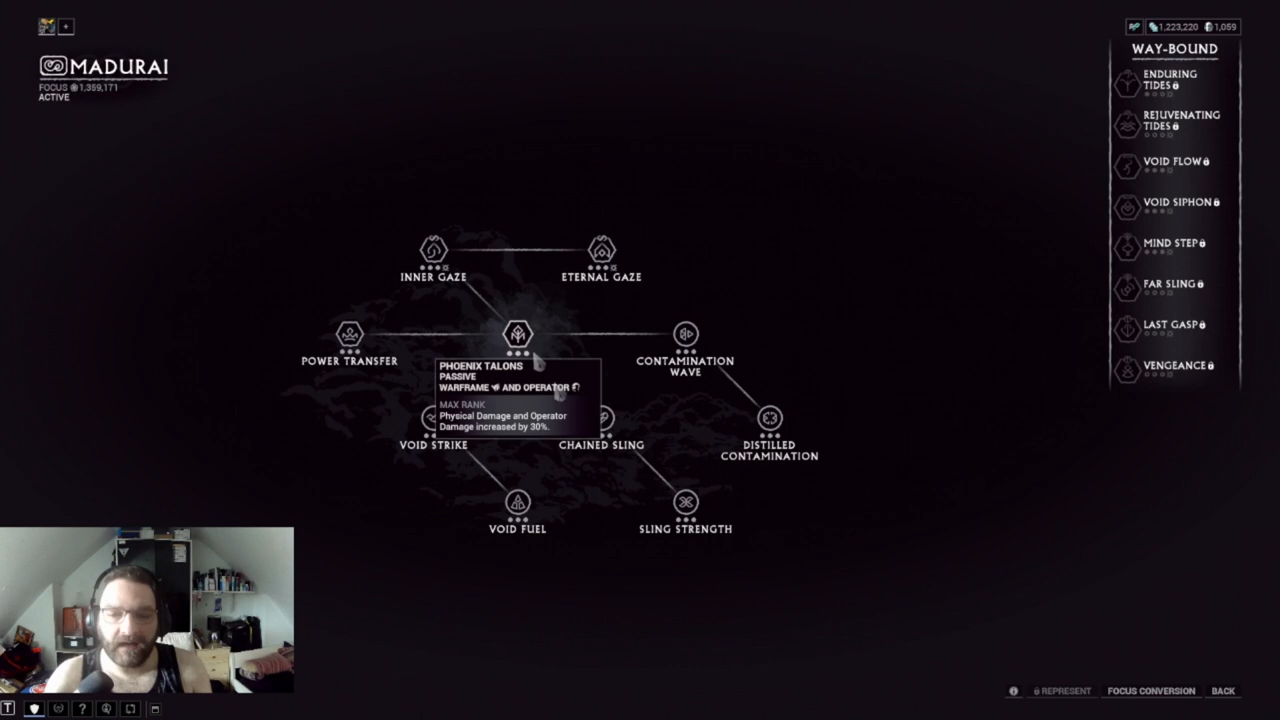 1,223,220 1,059
MADURAI
FOCUS 1,359,171
ACTIVE
WAY-BOUND
ENDURING
TIDES
REJUVENATING
TIDES
VOID FLOW
VOID SIPHON
MIND STEP
FAR SLING
LAST GASP
VENGEANCE
INNER GAZE
ETERNAL GAZE
POWER TRANSFER
CONTAMINATION
WAVE
PHOENIX TALONS
PASSIVE
WARFRAME AND OPERATOR
MAX RANK
Physical Damage and Operator
Damage increased by 30%.
VOID STRIKE
CHAINED SLING
DISTILLED
CONTAMINATION
VOID FUEL
SLING STRENGTH
REPRESENT FOCUS CONVERSION BACK
T